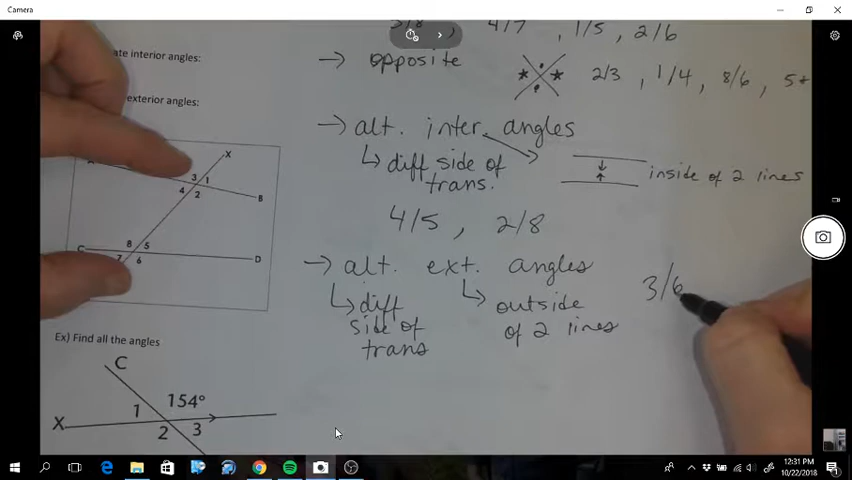 Camera
3/8, 4/7, 1/5, 2/6
→ opposite
2/3, 1/4, 8/6, 5
ate interior angles:
exterior angles:
→ alt. inter. angles
↳ diff side of
trans.
inside of 2 lines
4/5, 2/8
→ alt. ext. angles
↳ diff
side of
trans
↳ outside
of 2 lines
3/6
X
3 1
4 2
B
8 5
7 6
C
D
Ex) Find all the angles
C
154°
1
X
2 3
12:31 PM
10/22/2018